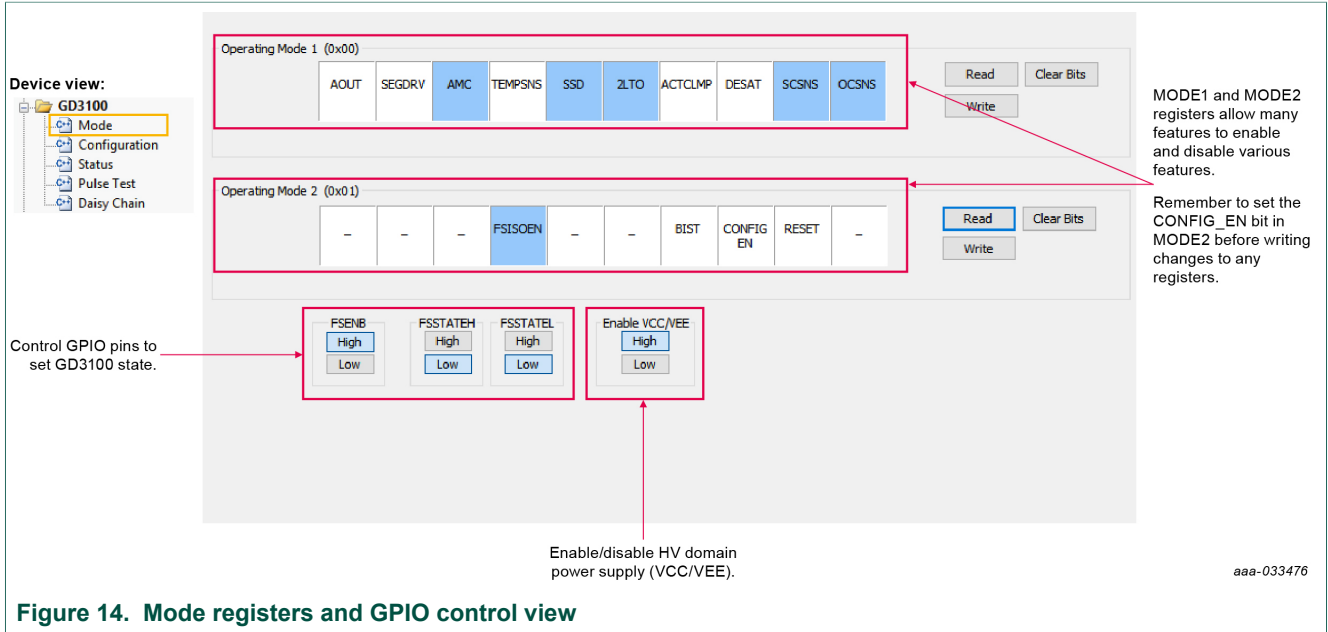 Device view:
GD3100
Mode
Configuration
Status
Pulse Test
Daisy Chain
Operating Mode 1 (0x00)
AOUT SEGDRV AMC TEMPSNS SSD 2LTO ACTCLMP DESAT SCSNS OCSNS
Read Clear Bits
Write
Operating Mode 2 (0x01)
_ _ _ FSISOEN _ _ BIST CONFIG EN RESET _
Read Clear Bits
Write
MODE1 and MODE2
registers allow many
features to enable
and disable various
features.
Remember to set the
CONFIG_EN bit in
MODE2 before writing
changes to any
registers.
Control GPIO pins to
set GD3100 state.
FSENB FSSTATEH FSSTATEL Enable VCC/VEE
High High High High
Low Low Low Low
Enable/disable HV domain
power supply (VCC/VEE).
aaa-033476
Figure 14. Mode registers and GPIO control view